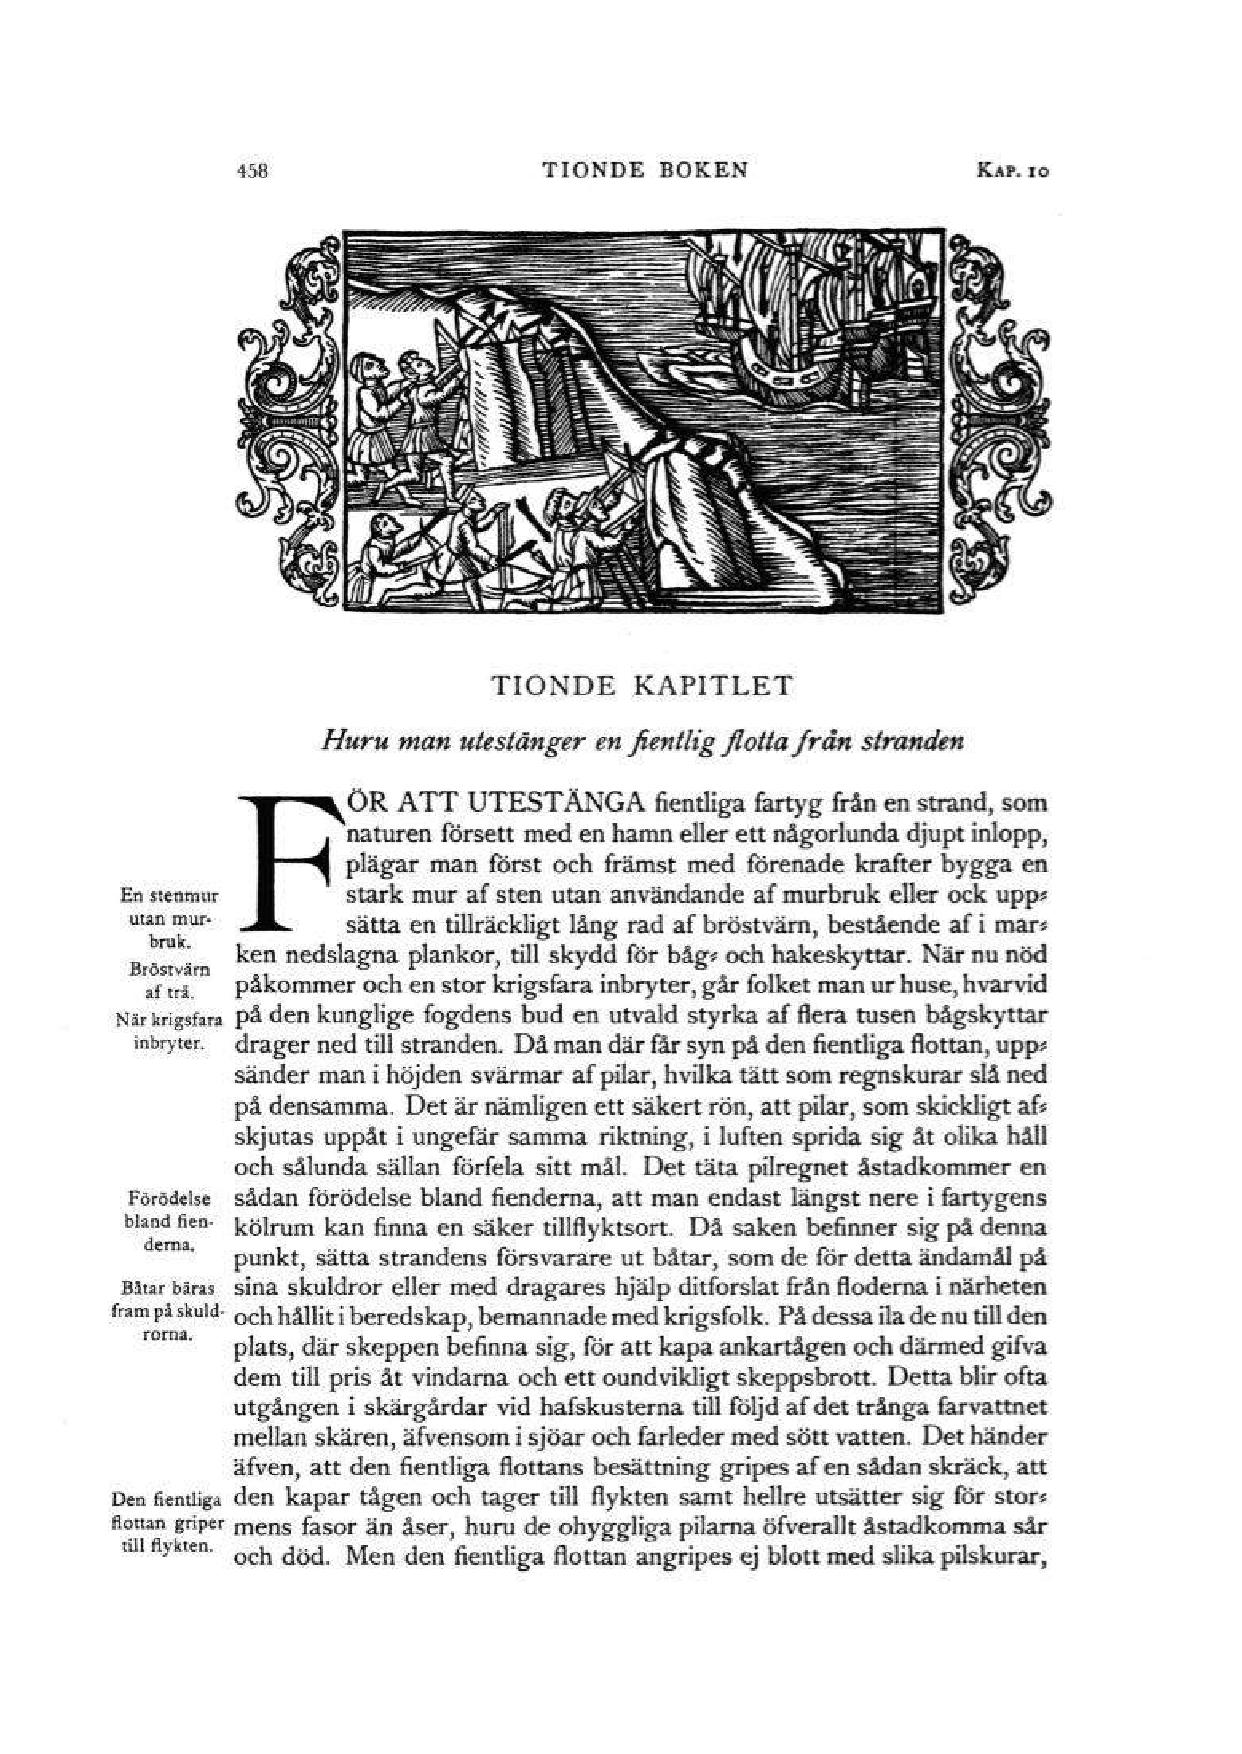 458 TIONDE BOKEN KAP. 10
TIONDE KAPITLET
Huru man utestänger en fientlig flotta från stranden
FÖR ATT UTESTÄNGA fientliga fartyg från en strand, som
naturen försett med en hamn eller ett någorlunda djupt inlopp,
plägar man först och främst med förenade krafter bygga en
stark mur af sten utan användande af murbruk eller ock upp-
sätta en tillräckligt lång rad af bröstvärn, bestående af i mar-
ken nedslagna plankor, till skydd för båg- och hakeskyttar. När nu nöd
påkommer och en stor krigsfara inbryter, går folket man ur huse, hvarvid
på den kunglige fogdens bud en utvald styrka af flera tusen bågskyttar
drager ned till stranden. Då man där får syn på den fientliga flottan, upp-
sänder man i höjden svärmar af pilar, hvilka tätt som regnskurar slå ned
på densamma. Det är nämligen ett säkert rön, att pilar, som skickligt af-
skjutas uppåt i ungefär samma riktning, i luften sprida sig åt olika håll
och sålunda sällan förfela sitt mål. Det täta pilregnet åstadkommer en
sådan förödelse bland fienderna, att man endast längst nere i fartygens
kölrum kan finna en säker tillflyktsort. Då saken befinner sig på denna
punkt, sätta strandens försvarare ut båtar, som de för detta ändamål på
sina skuldror eller med dragares hjälp ditforslat från floderna i närheten
och hållit i beredskap, bemannade med krigsfolk. På dessa ila de nu till den
plats, där skeppen befinna sig, för att kapa ankartågen och därmed gifva
dem till pris åt vindarna och ett oundvikligt skeppsbrott. Detta blir ofta
utgången i skärgårdar vid hafskusterna till följd af det trånga farvattnet
mellan skären, äfvensom i sjöar och farleder med sött vatten. Det händer
äfven, att den fientliga flottans besättning gripes af en sådan skräck, att
den kapar tågen och tager till flykten samt hellre utsätter sig för stor-
mens fasor än åser, huru de ohyggliga pilarna öfverallt åstadkomma sår
och död. Men den fientliga flottan angripes ej blott med slika pilskurar,
En stenmur
utan mur-
bruk.
Bröstvärn
af trä.
När krigsfara
inbryter.
Förödelse
bland fien-
derna.
Båtar bäras
fram på skuld-
rorna.
Den fientliga
flottan griper
till flykten.